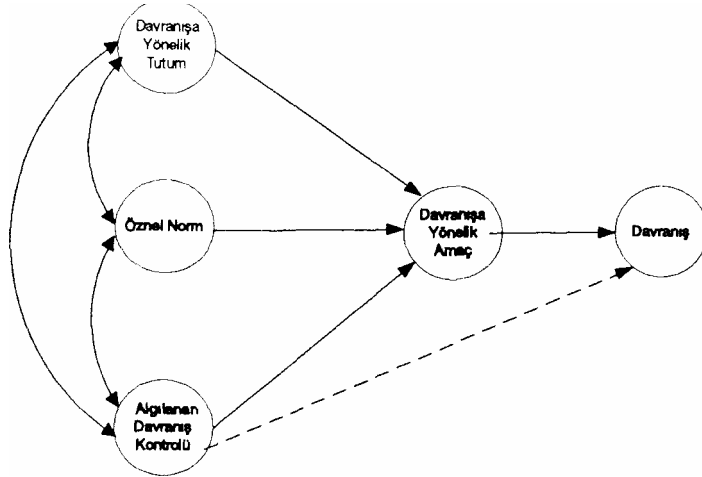 Davranışa
Yönelik
Tutum
Öznel Norm
Davranışa
Yönelik
Amaç
Davranış
Algılanan
Davranış
Kontrolü